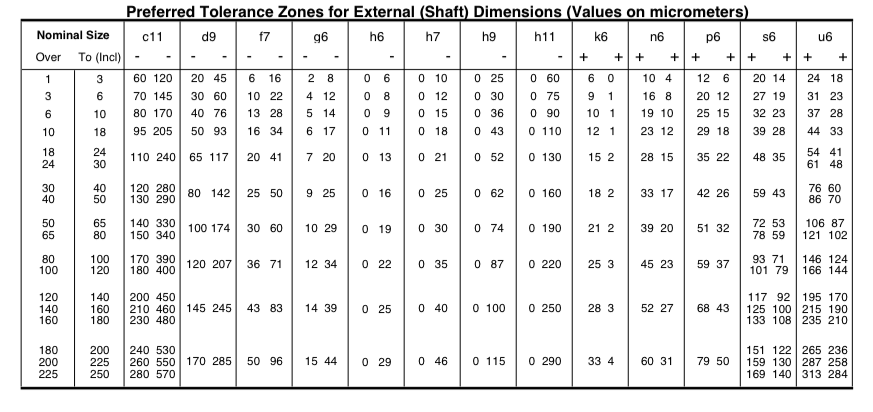 Preferred Tolerance Zones for External (Shaft) Dimensions (Values on micrometers)
Nominal Size c11 d9 f7 g6 h6 h7 h9 h11 k6 n6 p6 s6 u6
Over To (Incl) - - - - - - - - - - - - - - - - + + + + + + + + + +
1 3 60 120 20 45 6 16 2 8 0 6 0 10 0 25 0 60 6 0 10 4 12 6 20 14 24 18
3 6 70 145 30 60 10 22 4 12 0 8 0 12 0 30 0 75 9 1 16 8 20 12 27 19 31 23
6 10 80 170 40 76 13 28 5 14 0 9 0 15 0 36 0 90 10 1 19 10 25 15 32 23 37 28
10 18 95 205 50 93 16 34 6 17 0 11 0 18 0 43 0 110 12 1 23 12 29 18 39 28 44 33
18 24 54 41
110 240 65 117 20 41 7 20 0 13 0 21 0 52 0 130 15 2 28 15 35 22 48 35
24 30 61 48
30 40 120 280 76 60
80 142 25 50 9 25 0 16 0 25 0 62 0 160 18 2 33 17 42 26 59 43
40 50 130 290 86 70
50 65 140 330 72 53 106 87
100 174 30 60 10 29 0 19 0 30 0 74 0 190 21 2 39 20 51 32
65 80 150 340 78 59 121 102
80 100 170 390 93 71 146 124
120 207 36 71 12 34 0 22 0 35 0 87 0 220 25 3 45 23 59 37
100 120 180 400 101 79 166 144
120 140 200 450 117 92 195 170
140 160 210 460 145 245 43 83 14 39 0 25 0 40 0 100 0 250 28 3 52 27 68 43 125 100 215 190
160 180 230 480 133 108 235 210
180 200 240 530 151 122 265 236
200 225 260 550 170 285 50 96 15 44 0 29 0 46 0 115 0 290 33 4 60 31 79 50 159 130 287 258
225 250 280 570 169 140 313 284